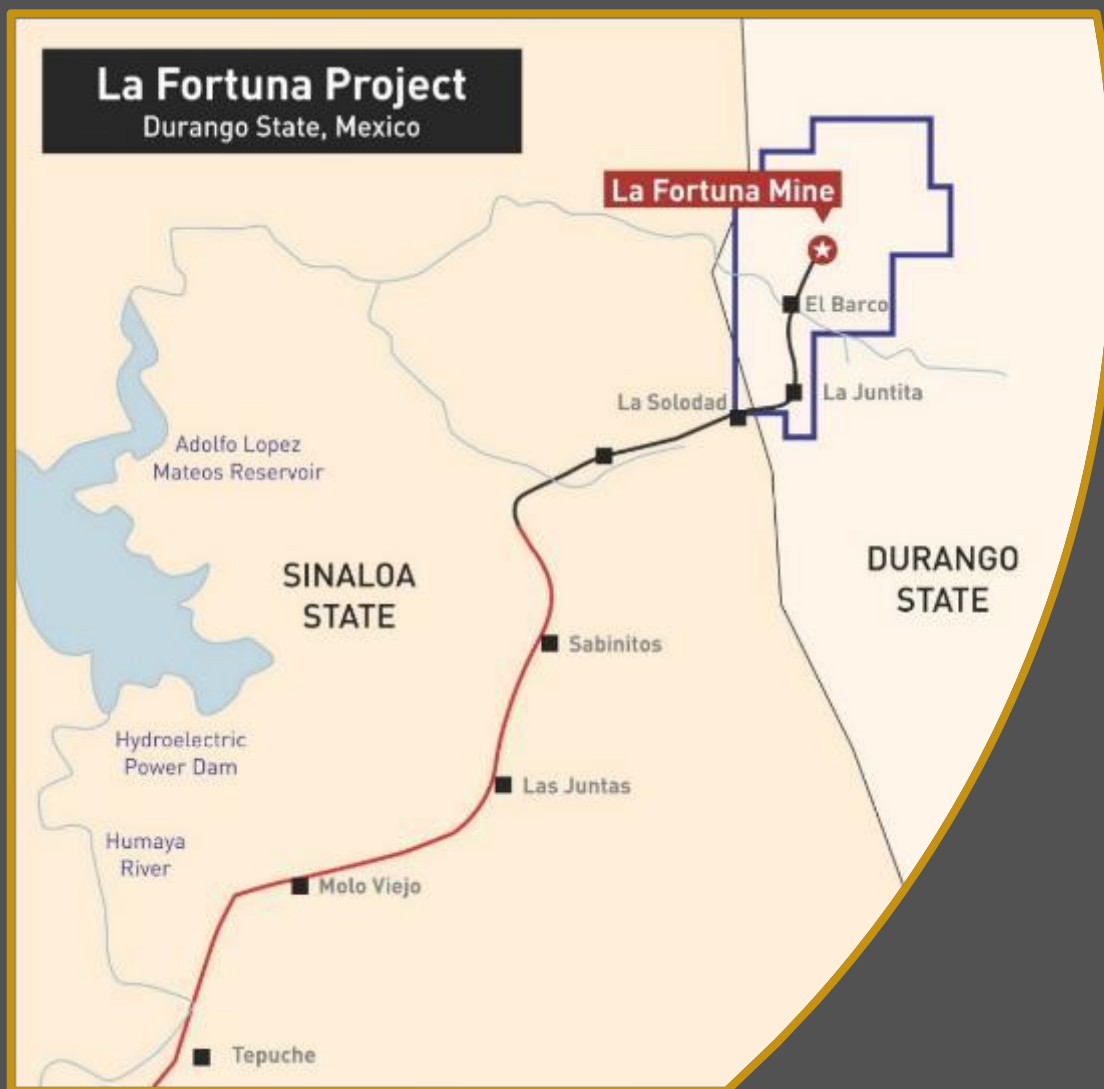 La Fortuna Project
Durango State, Mexico
La Fortuna Mine
El Barco
La Juntita
La Solodad
Adolfo Lopez
Mateos Reservoir
SINALOA
STATE
DURANGO
STATE
Sabinitos
Hydroelectric
Power Dam
Las Juntas
Humaya
River
Molo Viejo
Tepuche